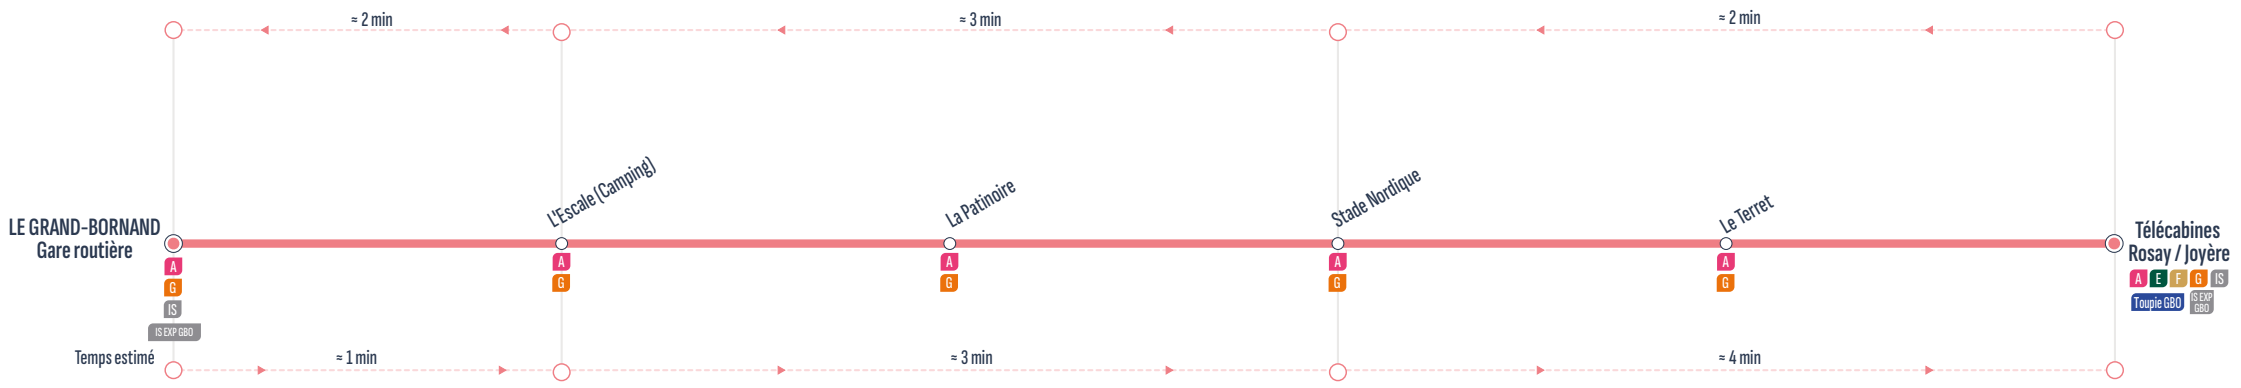 ≈ 2 min
≈ 3 min
≈ 2 min
LE GRAND-BORNAND
Gare routière
L'Escale (Camping)
La Patinoire
Stade Nordique
Le Terret
Télécabines
Rosay / Joyère
A
G
IS
IS EXP GBO
A
G
A
G
A
G
A
G
A E F G IS
Toupie GBO
IS EXP
GBO
Temps estimé
≈ 1 min
≈ 3 min
≈ 4 min